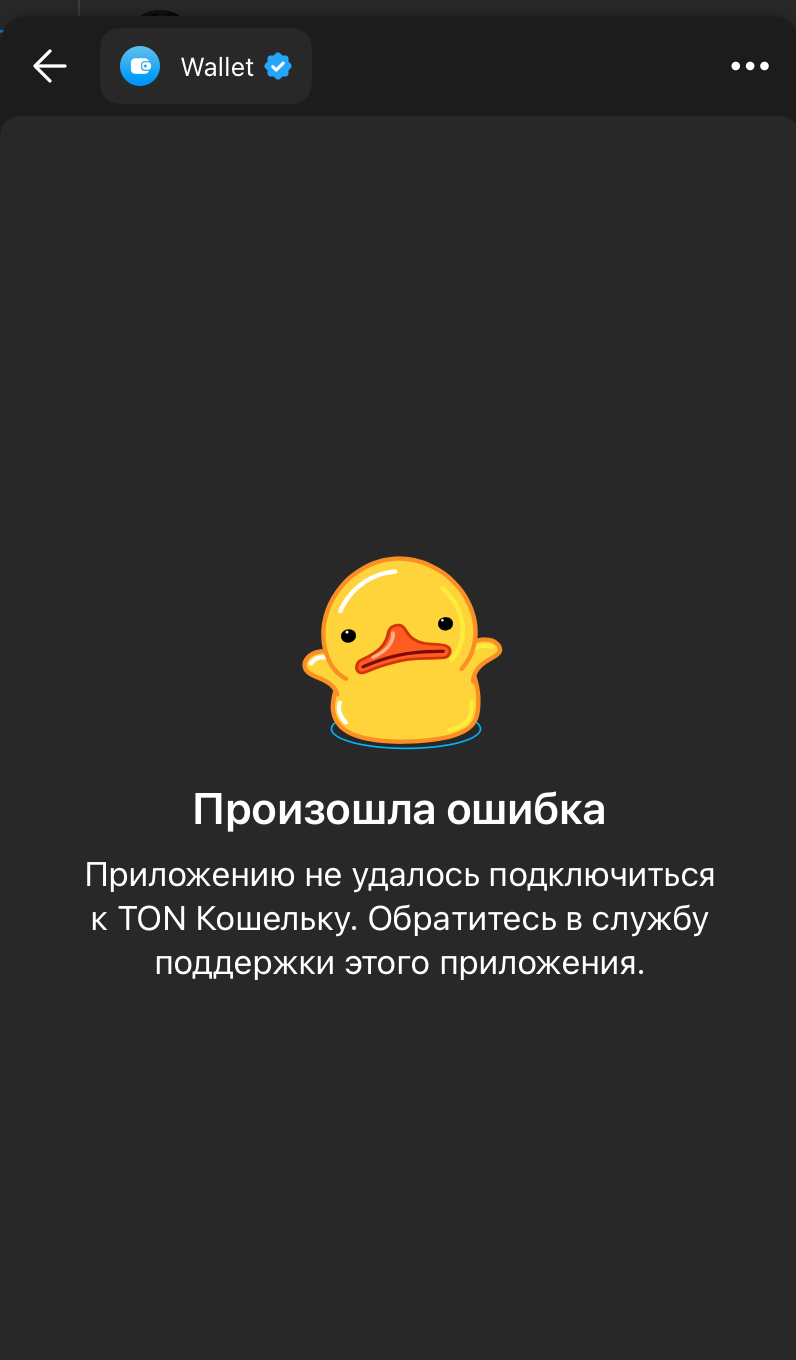 Wallet
Произошла ошибка
Приложению не удалось подключиться
к TON Кошельку. Обратитесь в службу
поддержки этого приложения.